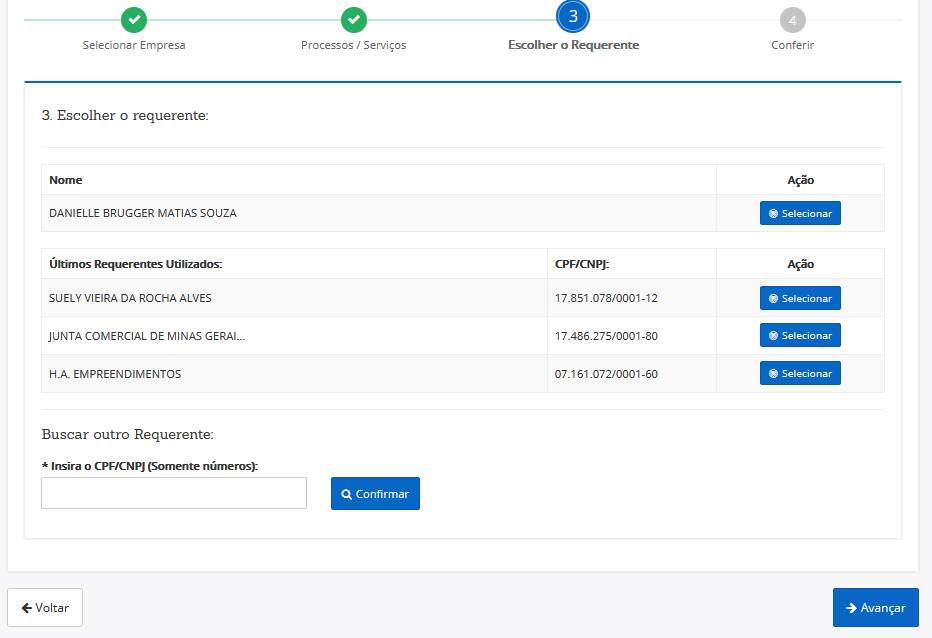 3
4
Selecionar Empresa
Processos / Serviços
Escolher o Requerente
Conferir
3. Escolher o requerente:
Nome Ação
DANIELLE BRUGGER MATIAS SOUZA Selecionar
Últimos Requerentes Utilizados: CPF/CNPJ: Ação
SUELY VIEIRA DA ROCHA ALVES 17.851.078/0001-12 Selecionar
JUNTA COMERCIAL DE MINAS GERAI... 17.486.275/0001-80 Selecionar
H.A. EMPREENDIMENTOS 07.161.072/0001-60 Selecionar
Buscar outro Requerente:
* Insira o CPF/CNPJ (Somente números):
Confirmar
Voltar
Avançar